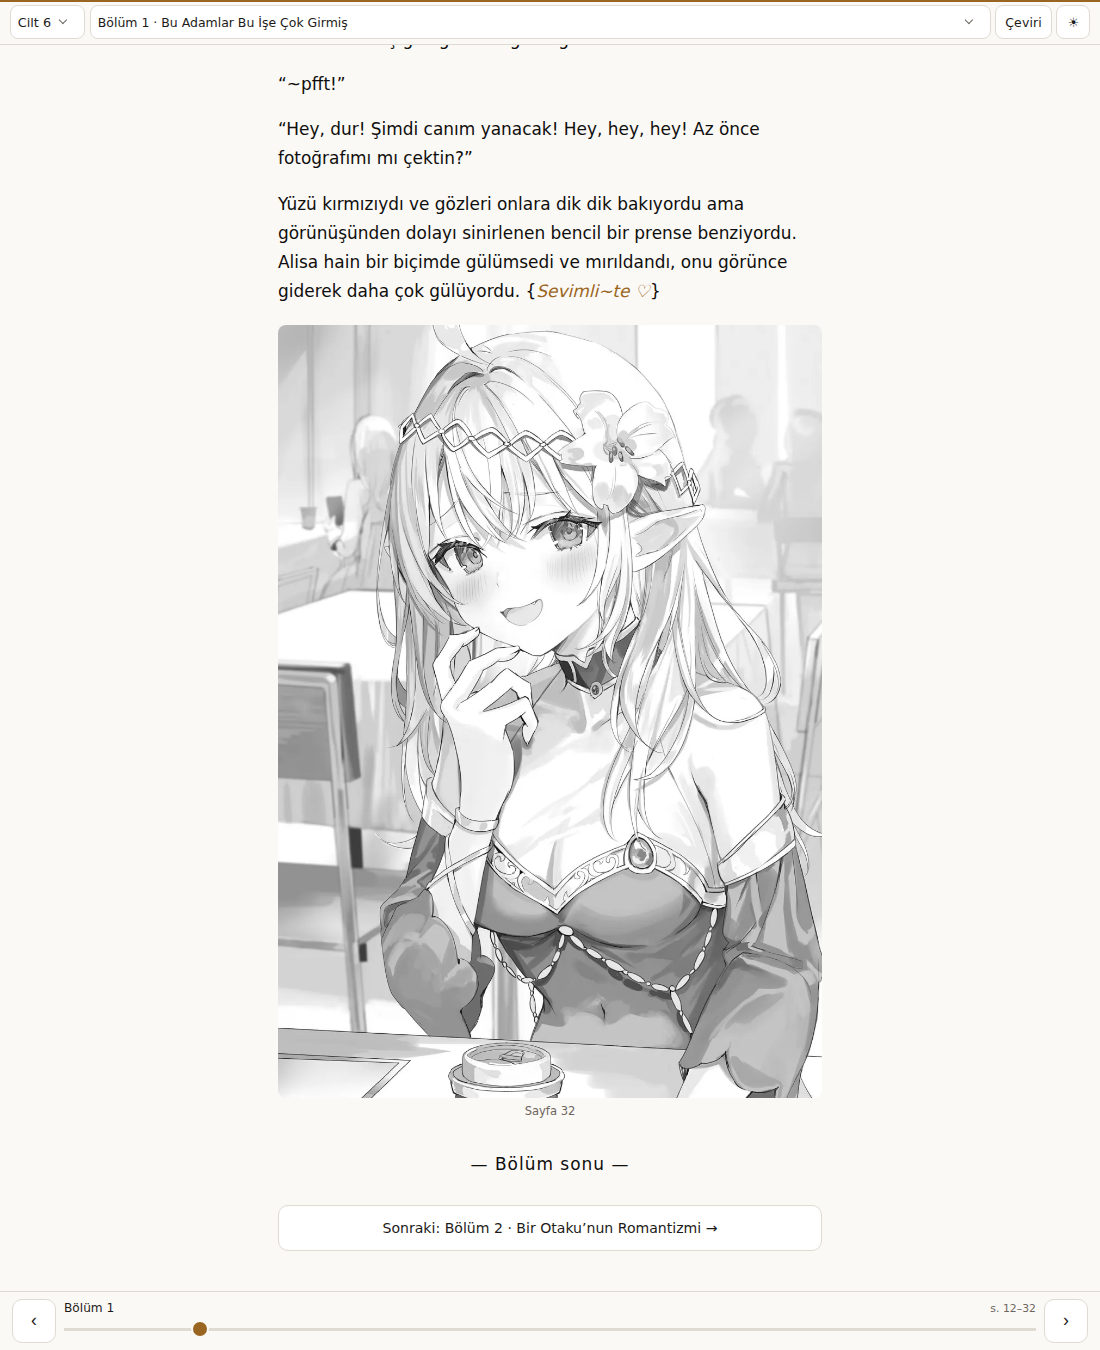 Cilt 6
Bölüm 1 · Bu Adamlar Bu İşe Çok Girmiş
Çeviri
“~pfft!”
“Hey, dur! Şimdi canım yanacak! Hey, hey, hey! Az önce
fotoğrafımı mı çektin?”
Yüzü kırmızıydı ve gözleri onlara dik dik bakıyordu ama
görünüşünden dolayı sinirlenen bencil bir prense benziyordu.
Alisa hain bir biçimde gülümsedi ve mırıldandı, onu görünce
giderek daha çok gülüyordu. {Sevimli~te ♡}
Sayfa 32
— Bölüm sonu —
Sonraki: Bölüm 2 · Bir Otaku’nun Romantizmi →
Bölüm 1
s. 12–32